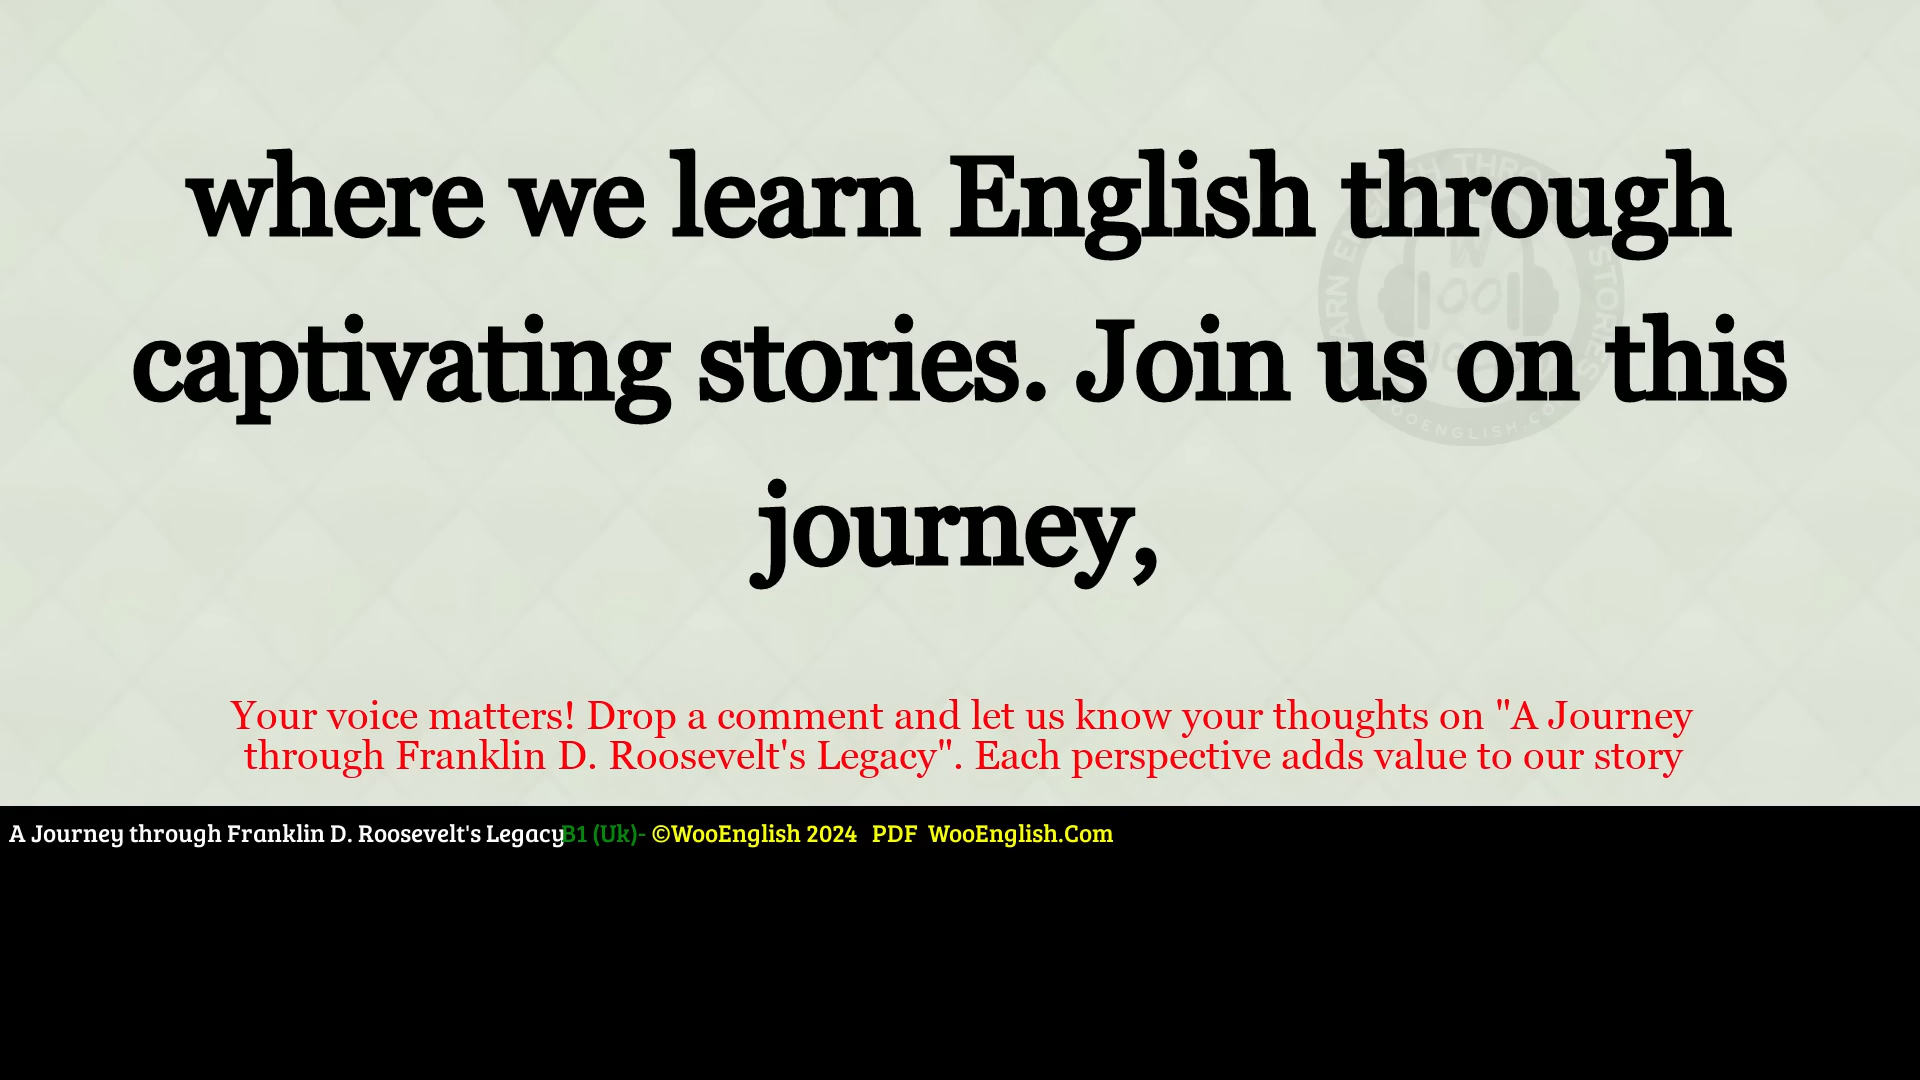 where we learn English through
captivating stories. Join us on this
journey,
Your voice matters! Drop a comment and let us know your thoughts on "A Journey
through Franklin D. Roosevelt's Legacy". Each perspective adds value to our story
A Journey through Franklin D. Roosevelt's Legacy B1 (Uk)- ©WooEnglish 2024 PDF WooEnglish.Com